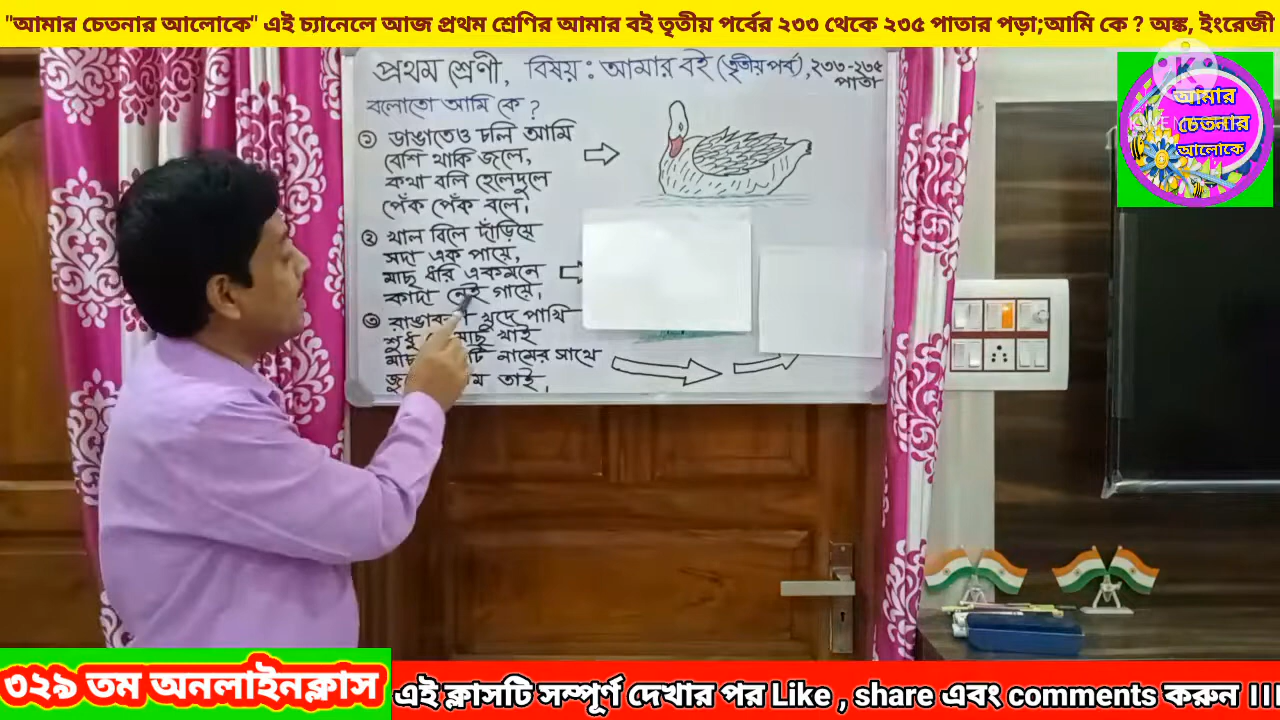 "আমার চেতনার আলোকে" এই চ্যানেলে আজ প্রথম শ্রেণির আমার বই তৃতীয় পর্বের ২৩৩ থেকে ২৩৫ পাতার পড়া;আমি কে ? অঙ্ক, ইংরেজী
প্রথম শ্রেণী, বিষয় : আমার বই (তৃতীয় পর্ব), ২৩৩-২৩৫
পাতা
বলোতো আমি কে ?
① ডাঙাতেও চলি আমি
বেশি থাকি জলে,
কথা বলি হেলেদুলে
পেঁক পেঁক বলে।
② খাল বিলে দাঁড়িয়ে
সদা এক পায়ে,
মাছ ধরি একমনে
কাদা নেই গায়ে।
③ খুদে পাখি
শুধু মাছ খাই
নামের সাথে
তাই।
আমার
চেতনার
আলোকে
৩২৯ তম অনলাইনক্লাস
এই ক্লাসটি সম্পূর্ণ দেখার পর Like , share এবং comments করুন ।।।